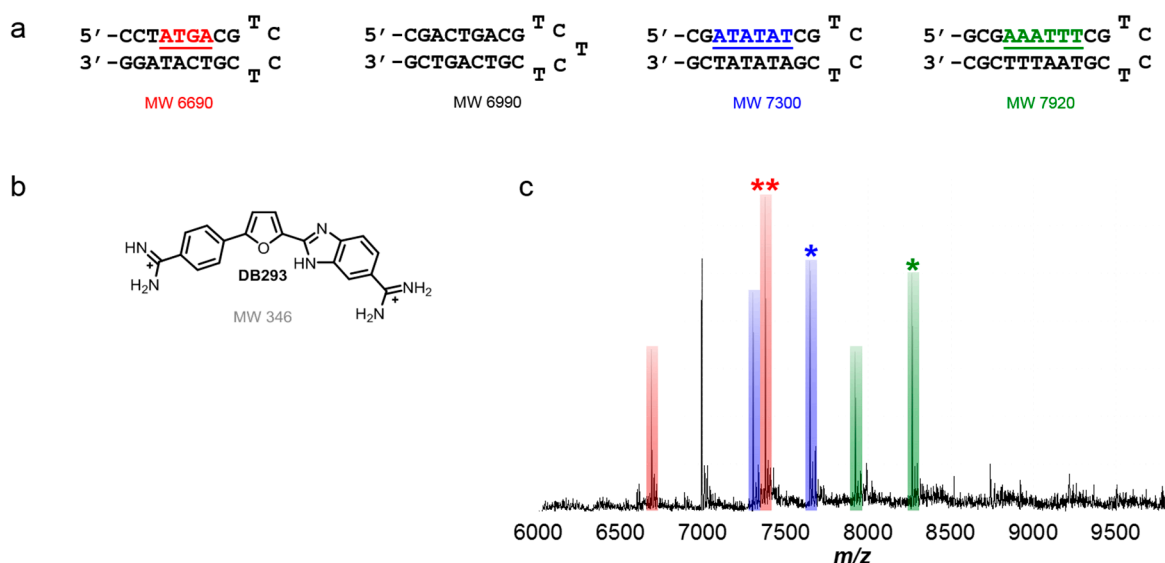 a
5'-CCTATGACG T C
3'-GGATACTGC T C
MW 6690
5'-CGACTGACG T C T
3'-GCTGACTGC T C
MW 6990
5'-CGATATATCG T C
3'-GCTATATAGC T C
MW 7300
5'-GCGAAATTTCG T C
3'-CGCTTTAATGC T C
MW 7920
b
N
HN
O
HN
NH₂
H₂N
H₂N
+
+
DB293
MW 346
c
**
*
*
6000 6500 7000 7500 8000 8500 9000 9500
m/z